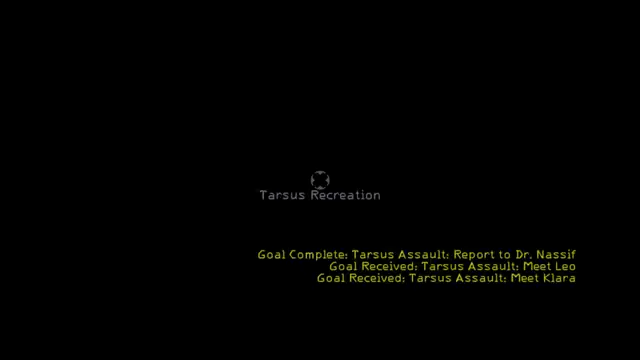 Tarsus Recreation
Goal Complete: Tarsus Assault: Report to Dr. Nassif
Goal Received: Tarsus Assault: Meet Leo
Goal Received: Tarsus Assault: Meet Klara